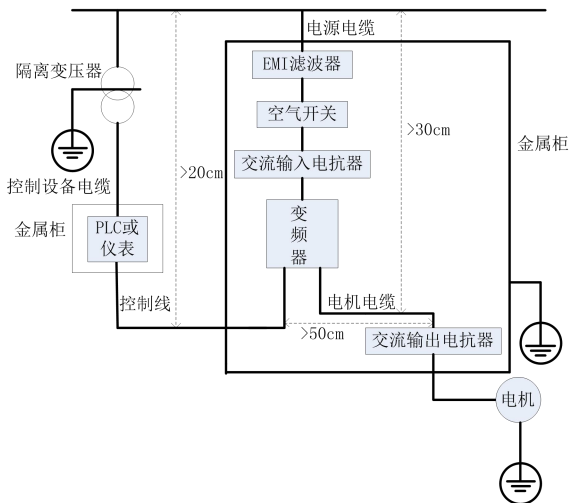 电源电缆
隔离变压器
EMI滤波器
空气开关
>30cm
金属柜
交流输入电抗器
>20cm
控制设备电缆
变
频
器
金属柜
PLC或
仪表
控制线
电机电缆
>50cm
交流输出电抗器
电机